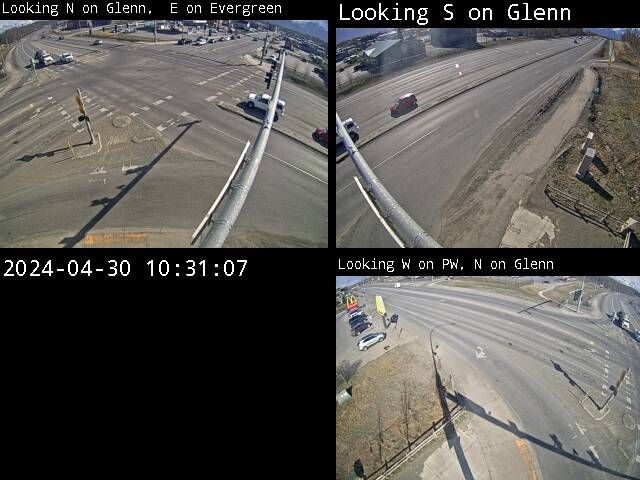 Looking N on Glenn,  E on Evergreen
Looking S on Glenn
2024-04-30 10:31:07
Looking W on PW, N on Glenn